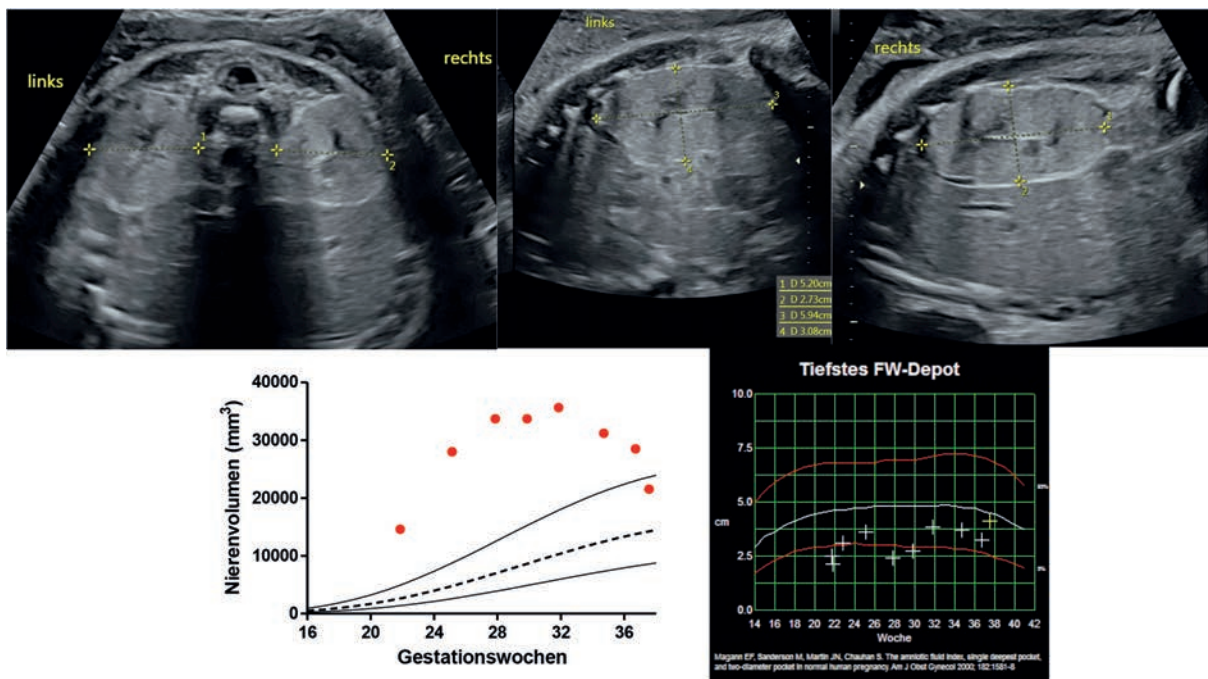 links
rechts
1
2
links
3
4
1 D 5.20cm
2 D 2.73cm
3 D 5.94cm
4 D 3.08cm
rechts
2
Nierenvolumen (mm³)
40000
30000
20000
10000
0
16 20 24 28 32 36
Gestationswochen
Tiefstes FW-Depot
10.0
7.5
5.0
cm
2.5
0.0
14 16 18 20 22 24 26 28 30 32 34 36 38 40 42
Woche
Magann EF, Sanderson M, Martin JN, Chauhan S. The amniotic fluid index, single deepest pocket,
and two-diameter pocket in normal human pregnancy. Am J Obst Gynecol 2000; 182:1581-8